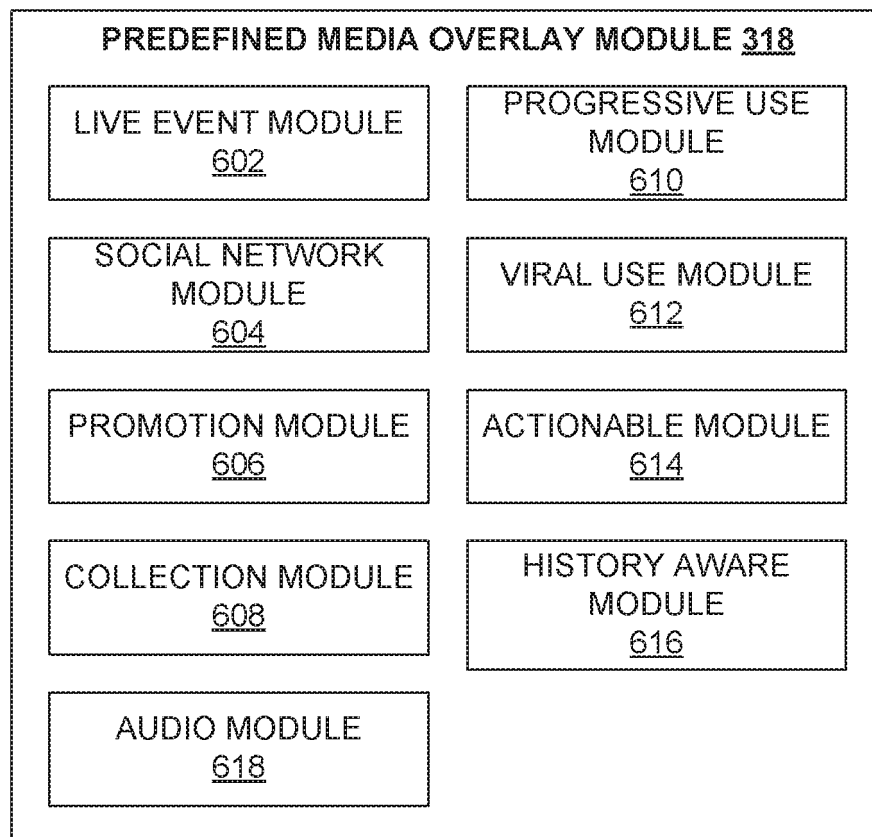 PREDEFINED MEDIA OVERLAY MODULE 318
LIVE EVENT MODULE
602
SOCIAL NETWORK
MODULE
604
PROMOTION MODULE
606
COLLECTION MODULE
608
AUDIO MODULE
618
PROGRESSIVE USE
MODULE
610
VIRAL USE MODULE
612
ACTIONABLE MODULE
614
HISTORY AWARE
MODULE
616